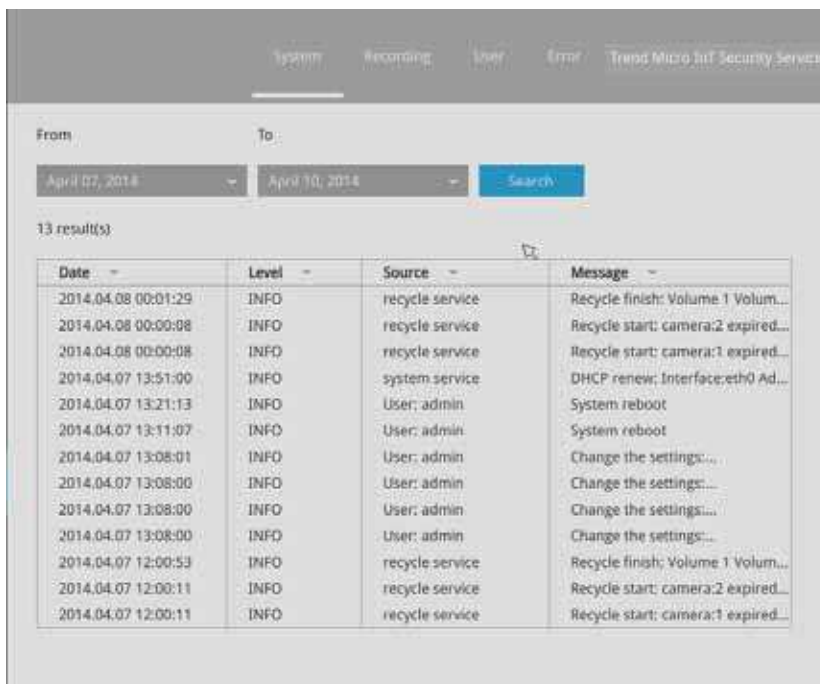 System Recording User Error Trend Micro IoT Security Service
From To
April 07, 2014 April 10, 2014 Search
13 result(s)
Date Level Source Message
2014.04.08 00:01:29 INFO recycle service Recycle finish: Volume 1 Volum...
2014.04.08 00:00:08 INFO recycle service Recycle start: camera:2 expired...
2014.04.08 00:00:08 INFO recycle service Recycle start: camera:1 expired...
2014.04.07 13:51:00 INFO system service DHCP renew: Interface:eth0 Ad...
2014.04.07 13:21:13 INFO User: admin System reboot
2014.04.07 13:11:07 INFO User: admin System reboot
2014.04.07 13:08:01 INFO User: admin Change the settings:...
2014.04.07 13:08:00 INFO User: admin Change the settings:...
2014.04.07 13:08:00 INFO User: admin Change the settings:...
2014.04.07 13:08:00 INFO User: admin Change the settings:...
2014.04.07 12:00:53 INFO recycle service Recycle finish: Volume 1 Volum...
2014.04.07 12:00:11 INFO recycle service Recycle start: camera:2 expired...
2014.04.07 12:00:11 INFO recycle service Recycle start: camera:1 expired...